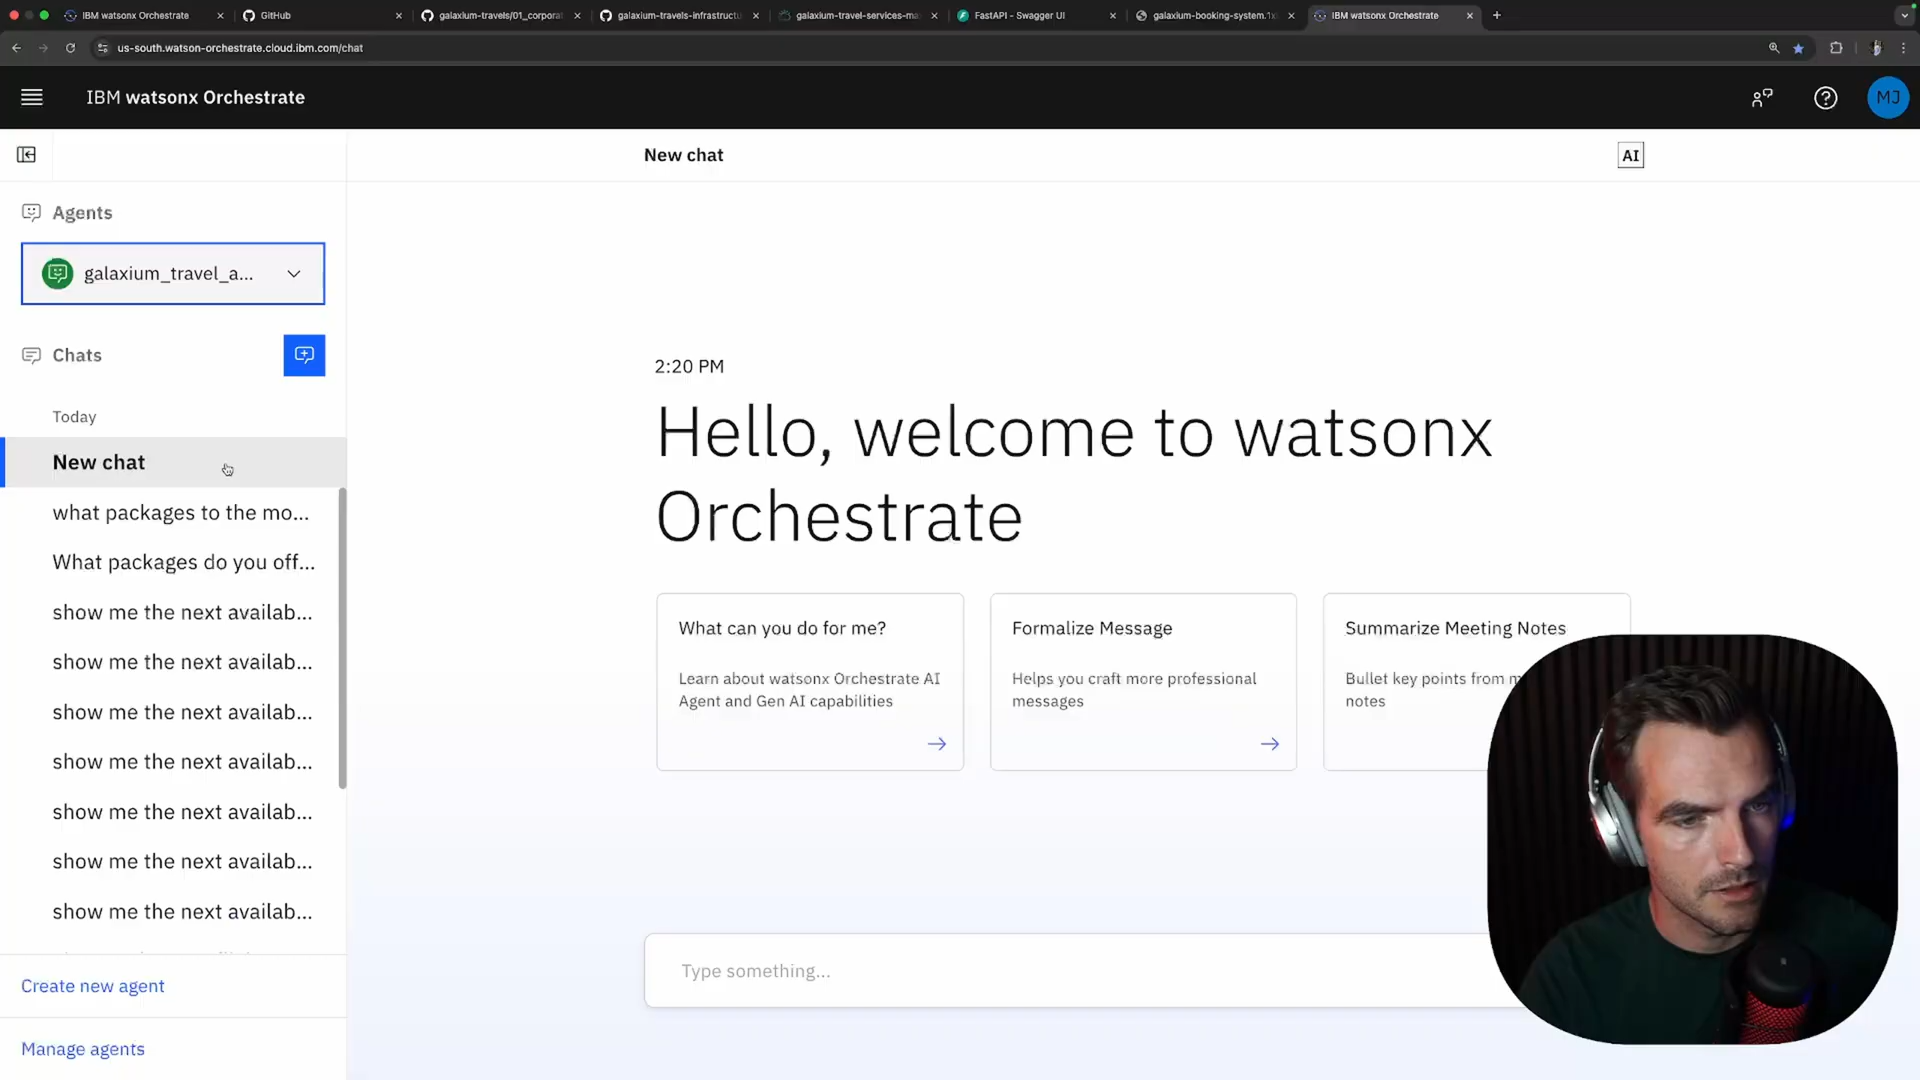 IBM watsonx Orchestrate
GitHub
galaxium-travels/01_corporat
galaxium-travels-infrastructu
galaxium-travel-services-ma
FastAPI - Swagger UI
galaxium-booking-system.1x
IBM watsonx Orchestrate
us-south.watson-orchestrate.cloud.ibm.com/chat
IBM watsonx Orchestrate
MJ
New chat
AI
Agents
galaxium_travel_a...
Chats
Today
New chat
what packages to the mo...
What packages do you off...
show me the next availab...
show me the next availab...
show me the next availab...
show me the next availab...
show me the next availab...
show me the next availab...
show me the next availab...
Create new agent
Manage agents
2:20 PM
Hello, welcome to watsonx
Orchestrate
What can you do for me?
Learn about watsonx Orchestrate AI
Agent and Gen AI capabilities
Formalize Message
Helps you craft more professional
messages
Summarize Meeting Notes
Bullet key points from
notes
Type something...